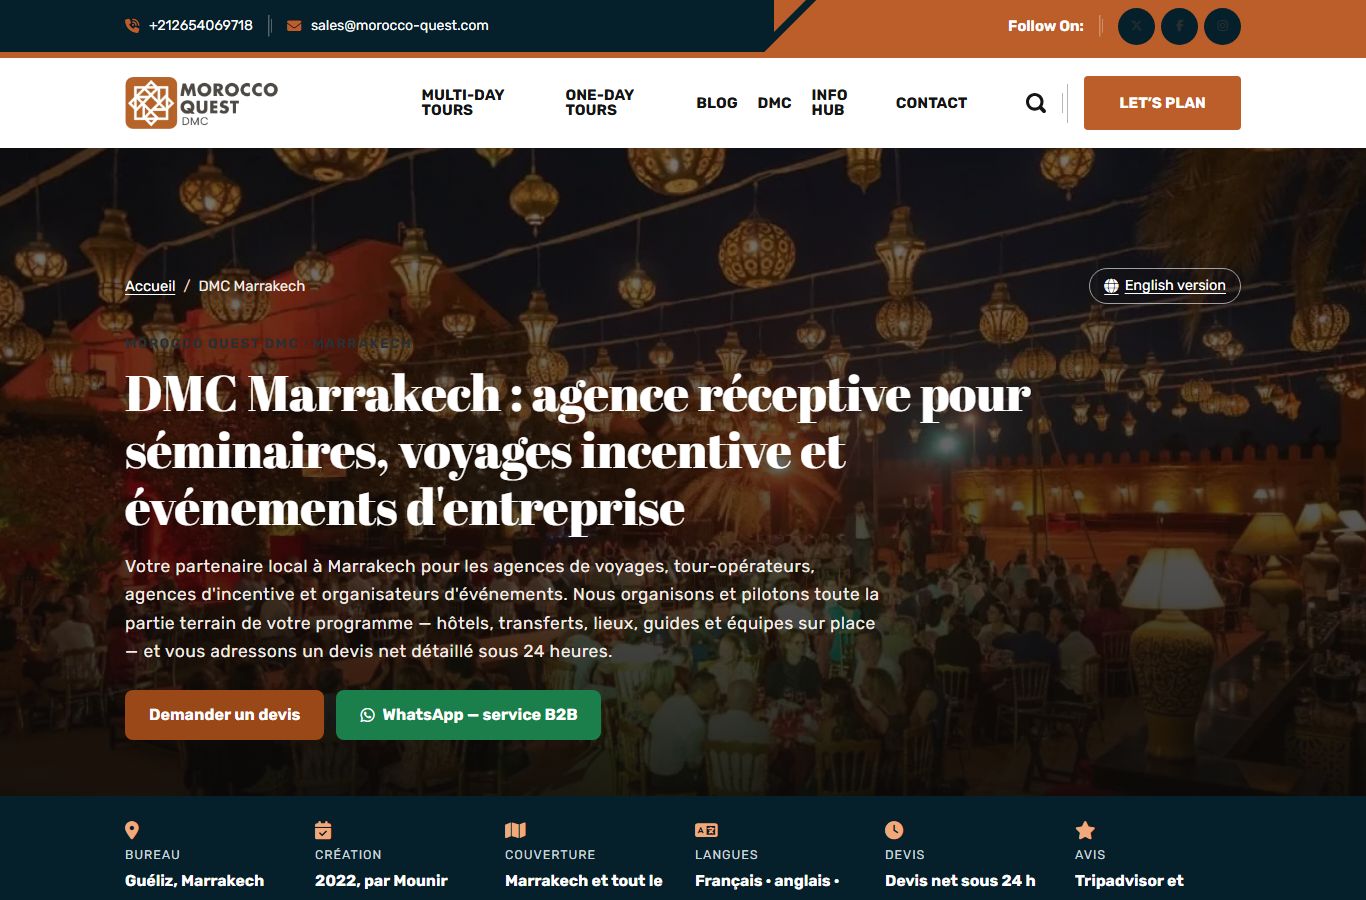 +212654069718
sales@morocco-quest.com
Follow On:
MOROCCO
QUEST
DMC
MULTI-DAY
TOURS
ONE-DAY
TOURS
BLOG
DMC
INFO
HUB
CONTACT
LET'S PLAN
Accueil / DMC Marrakech
English version
MOROCCO QUEST DMC · MARRAKECH
DMC Marrakech : agence réceptive pour
séminaires, voyages incentive et
événements d'entreprise
Votre partenaire local à Marrakech pour les agences de voyages, tour-opérateurs,
agences d'incentive et organisateurs d'événements. Nous organisons et pilotons toute la
partie terrain de votre programme — hôtels, transferts, lieux, guides et équipes sur place
— et vous adressons un devis net détaillé sous 24 heures.
Demander un devis
WhatsApp — service B2B
BUREAU
Guéliz, Marrakech
CRÉATION
2022, par Mounir
COUVERTURE
Marrakech et tout le
LANGUES
Français • anglais •
DEVIS
Devis net sous 24 h
AVIS
Tripadvisor et